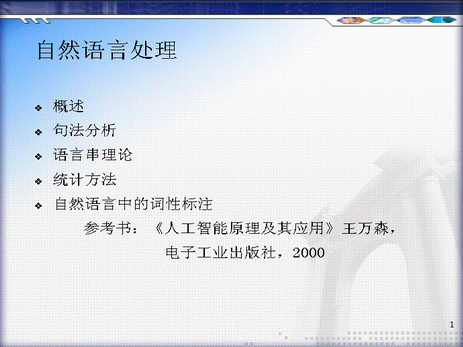 自然语言处理
❖ 概述
❖ 句法分析
❖ 语言串理论
❖ 统计方法
❖ 自然语言中的词性标注
参考书：《人工智能原理及其应用》王万森，
电子工业出版社，2000
1